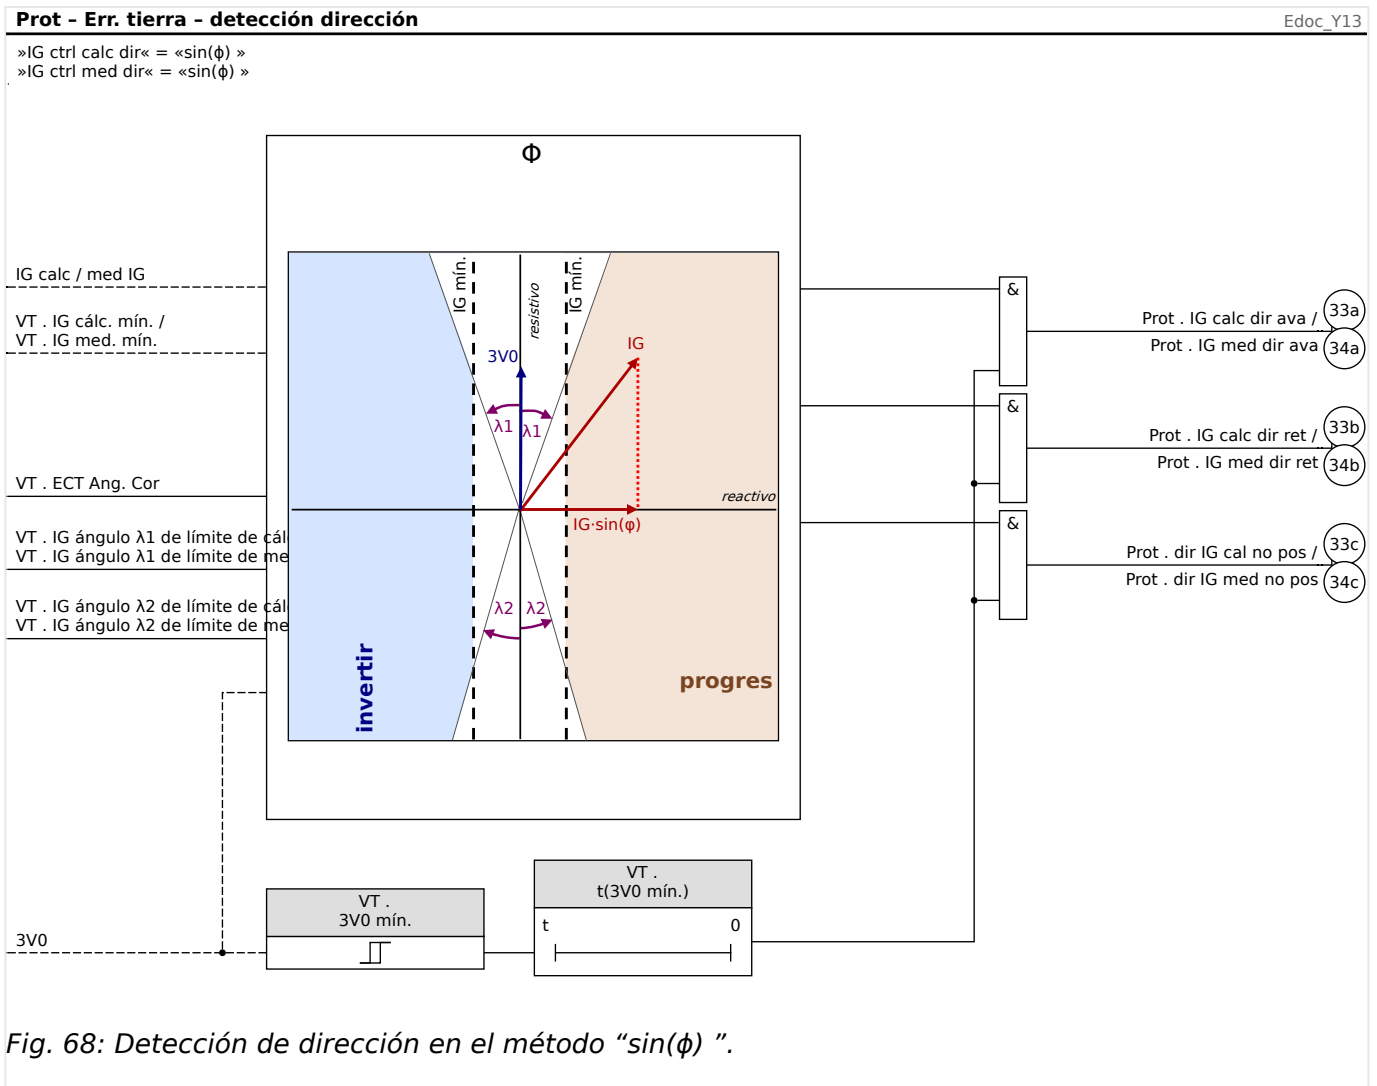 Prot – Err. tierra – detección dirección
Edoc_Y13
»IG ctrl calc dir« = «sin(ϕ) »
»IG ctrl med dir« = «sin(ϕ) »
Φ
IG calc / med IG
VT . IG cálc. mín. /
VT . IG med. mín.
VT . ECT Ang. Cor
VT . IG ángulo λ1 de límite de cál
VT . IG ángulo λ1 de límite de me
VT . IG ángulo λ2 de límite de cál
VT . IG ángulo λ2 de límite de me
IG mín.
resistivo
IG mín.
3V0
IG
λ1
λ1
reactivo
IG·sin(φ)
λ2
λ2
invertir
progres
&
Prot . IG calc dir ava /
33a
Prot . IG med dir ava
34a
&
Prot . IG calc dir ret /
33b
Prot . IG med dir ret
34b
&
Prot . dir IG cal no pos /
33c
Prot . dir IG med no pos
34c
3V0
VT .
3V0 mín.
VT .
t(3V0 mín.)
t
0
Fig. 68: Detección de dirección en el método “sin(ϕ) ”.